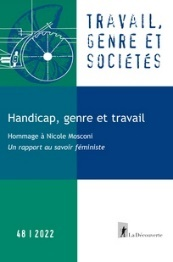 TRAVAIL,
GENRE ET
SOCIÉTÉS
Handicap, genre et travail
Hommage à Nicole Mosconi
Un rapport au savoir féministe
48 | 2022
La Découverte